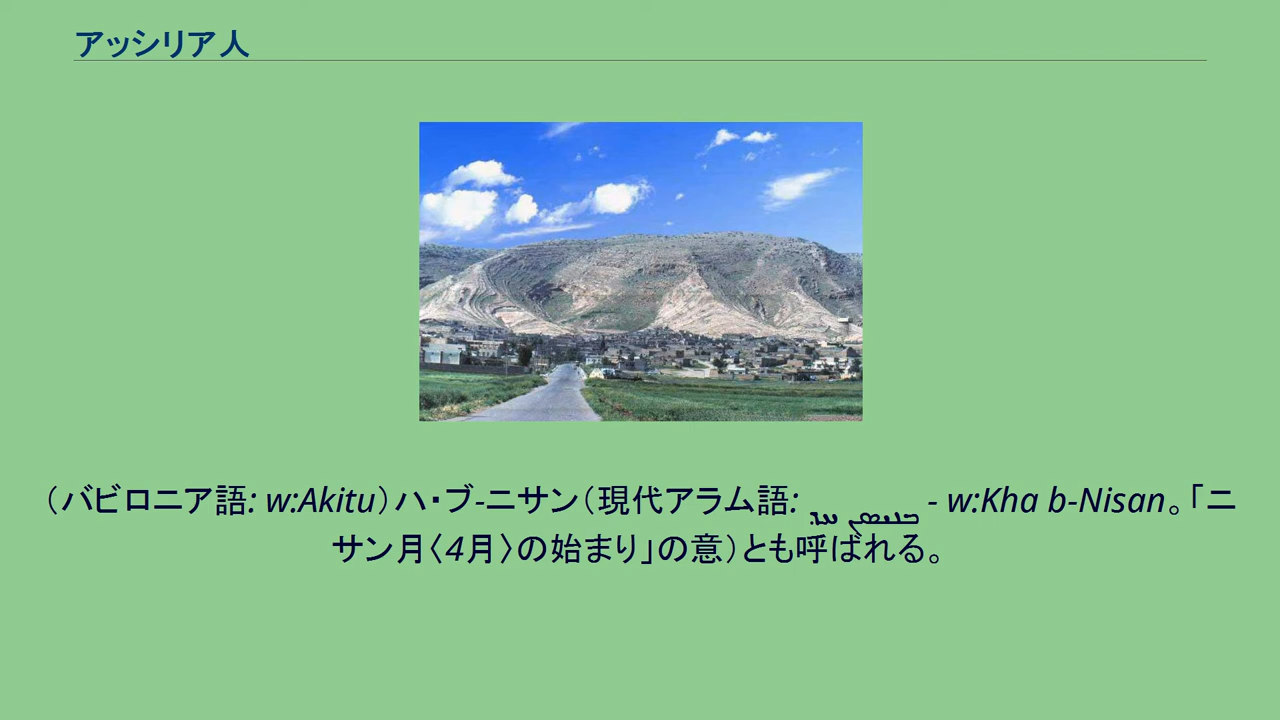 アッシリア人
（バビロニア語: w:Akitu）ハ・ブ-ニサン（現代アラム語: ܚܕ ܒܢܝܣܢ - w:Kha b-Nisan。「ニ
サン月〈4月〉の始まり」の意）とも呼ばれる。